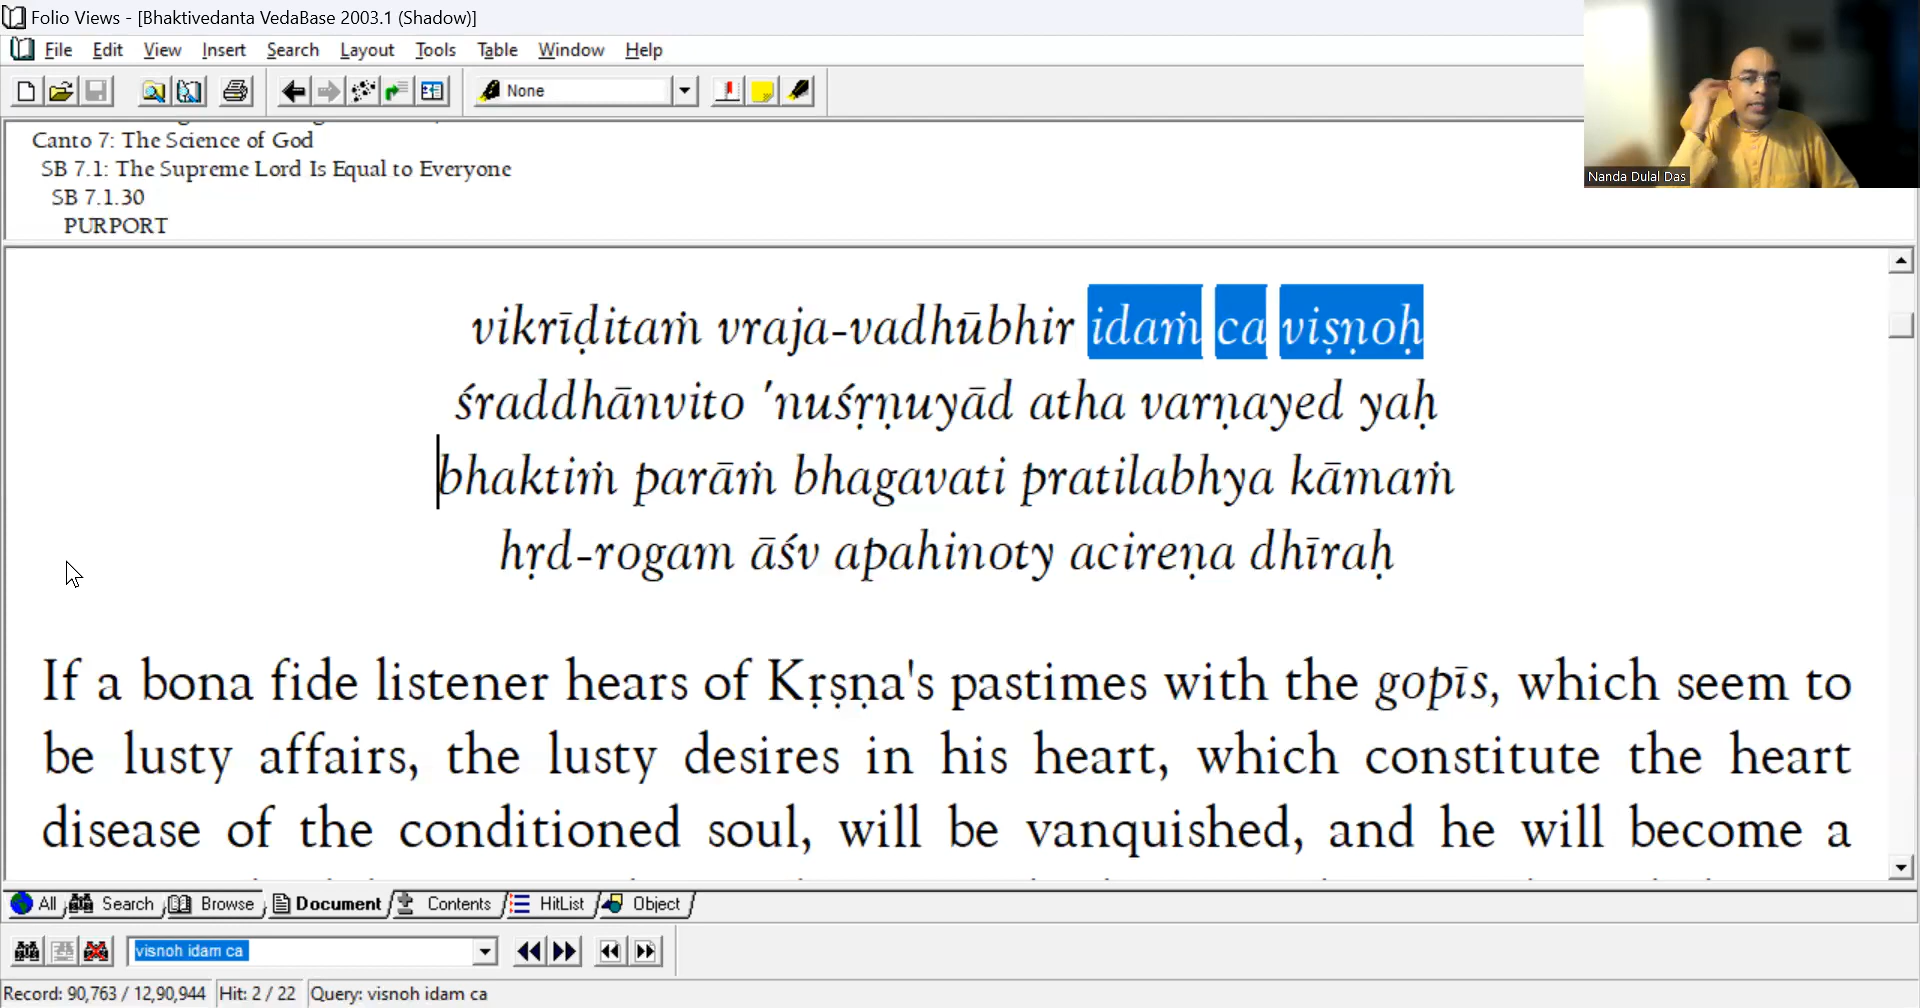 Folio Views - [Bhaktivedanta VedaBase 2003.1 (Shadow)]
File Edit View Insert Search Layout Tools Table Window Help
None
Canto 7: The Science of God
SB 7.1: The Supreme Lord Is Equal to Everyone
SB 7.1.30
PURPORT
Nanda Dulal Das
vikrīḍitaṁ vraja-vadhūbhir idaṁ ca viṣṇoḥ
śraddhānvito 'nuśṛṇuyād atha varṇayed yaḥ
bhaktiṁ parāṁ bhagavati pratilabhya kāmaṁ
hṛd-rogam āśv apahinoty acireṇa dhīraḥ
If a bona fide listener hears of Kṛṣṇa's pastimes with the gopīs, which seem to
be lusty affairs, the lusty desires in his heart, which constitute the heart
disease of the conditioned soul, will be vanquished, and he will become a
All Search Browse Document Contents HitList Object
visnoh idam ca
Record: 90,763 / 12,90,944 Hit: 2 / 22 Query: visnoh idam ca